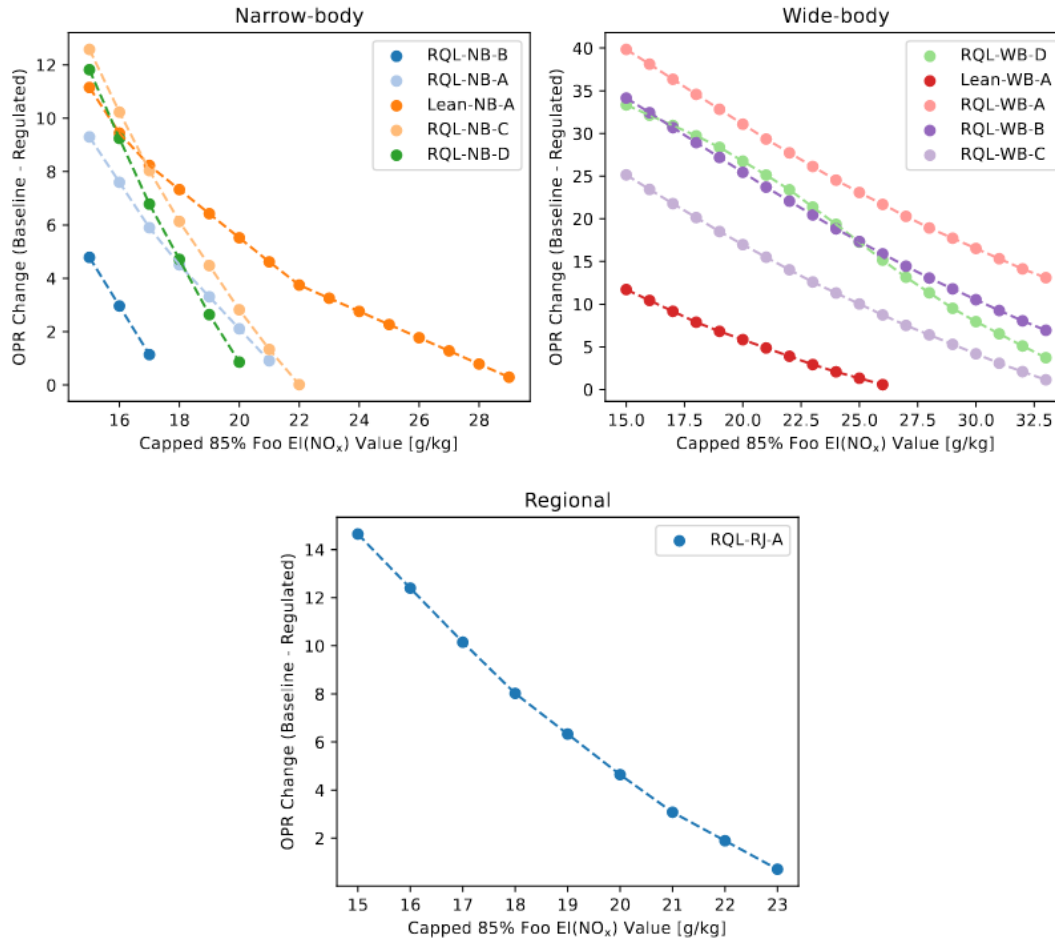 Narrow-body
OPR Change (Baseline - Regulated)
12
10
8
6
4
2
0
RQL-NB-B
RQL-NB-A
Lean-NB-A
RQL-NB-C
RQL-NB-D
16 18 20 22 24 26 28
Capped 85% Foo EI(NOₓ) Value [g/kg]
Wide-body
OPR Change (Baseline - Regulated)
40
35
30
25
20
15
10
5
0
RQL-WB-D
Lean-WB-A
RQL-WB-A
RQL-WB-B
RQL-WB-C
15.0 17.5 20.0 22.5 25.0 27.5 30.0 32.5
Capped 85% Foo EI(NOₓ) Value [g/kg]
Regional
OPR Change (Baseline - Regulated)
14
12
10
8
6
4
2
RQL-RJ-A
15 16 17 18 19 20 21 22 23
Capped 85% Foo EI(NOₓ) Value [g/kg]